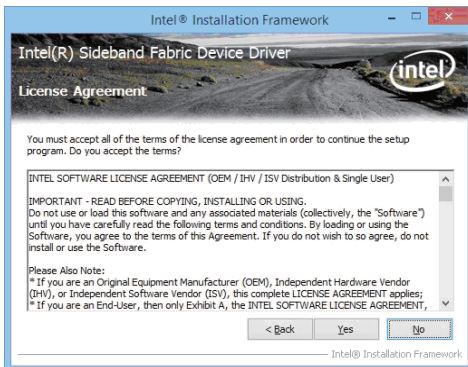 Intel® Installation Framework
Intel(R) Sideband Fabric Device
Driver
intel
License Agreement
You must accept all of the terms of the license agreement in order to continue the setup
program. Do you accept the terms?
INTEL SOFTWARE LICENSE AGREEMENT (OEM / IHV / ISV Distribution & Single User)
IMPORTANT - READ BEFORE COPYING, INSTALLING OR USING.
Do not use or load this software and any associated materials (collectively, the "Software")
until you have carefully read the following terms and conditions. By loading or using the
Software, you agree to the terms of this Agreement. If you do not wish to so agree, do not
install or use the Software.
Please Also Note:
* If you are an Original Equipment Manufacturer (OEM), Independent Hardware Vendor
(IHV), or Independent Software Vendor (ISV), this complete LICENSE AGREEMENT applies;
* If you are an End-User, then only Exhibit A, the INTEL SOFTWARE LICENSE AGREEMENT,
< Back Yes No
Intel® Installation Framework